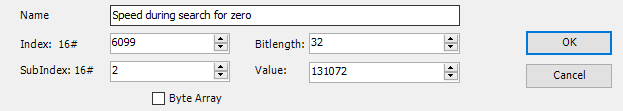 Name Speed during search for zero
Index: 16# 6099 Bitlength: 32 OK
SubIndex: 16# 2 Value: 131072 Cancel
Byte Array